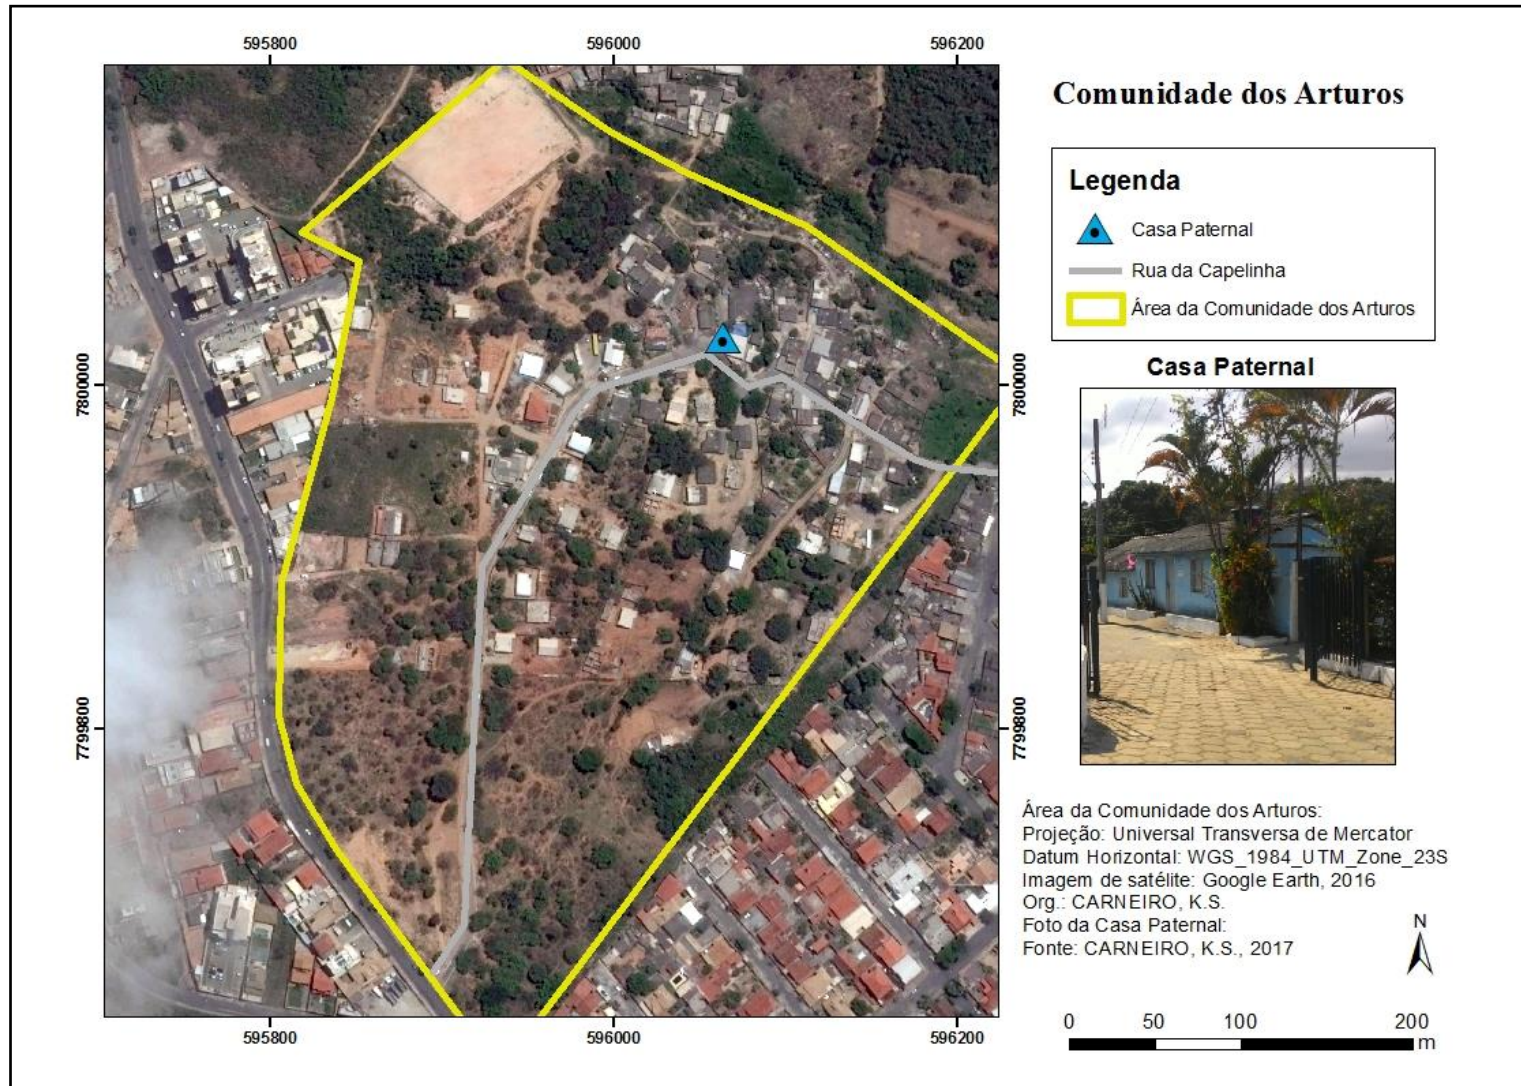 595800
596000
596200
Comunidade dos Arturos
Legenda
Casa Paternal
Rua da Capelinha
Área da Comunidade dos Arturos
7800000
7800000
Casa Paternal
7799800
7799800
Área da Comunidade dos Arturos:
Projeção: Universal Transversa de Mercator
Datum Horizontal: WGS_1984_UTM_Zone_23S
Imagem de satélite: Google Earth, 2016
Org.: CARNEIRO, K.S.
Foto da Casa Paternal:
Fonte: CARNEIRO, K.S., 2017
N
0 50 100 200
m
595800
596000
596200